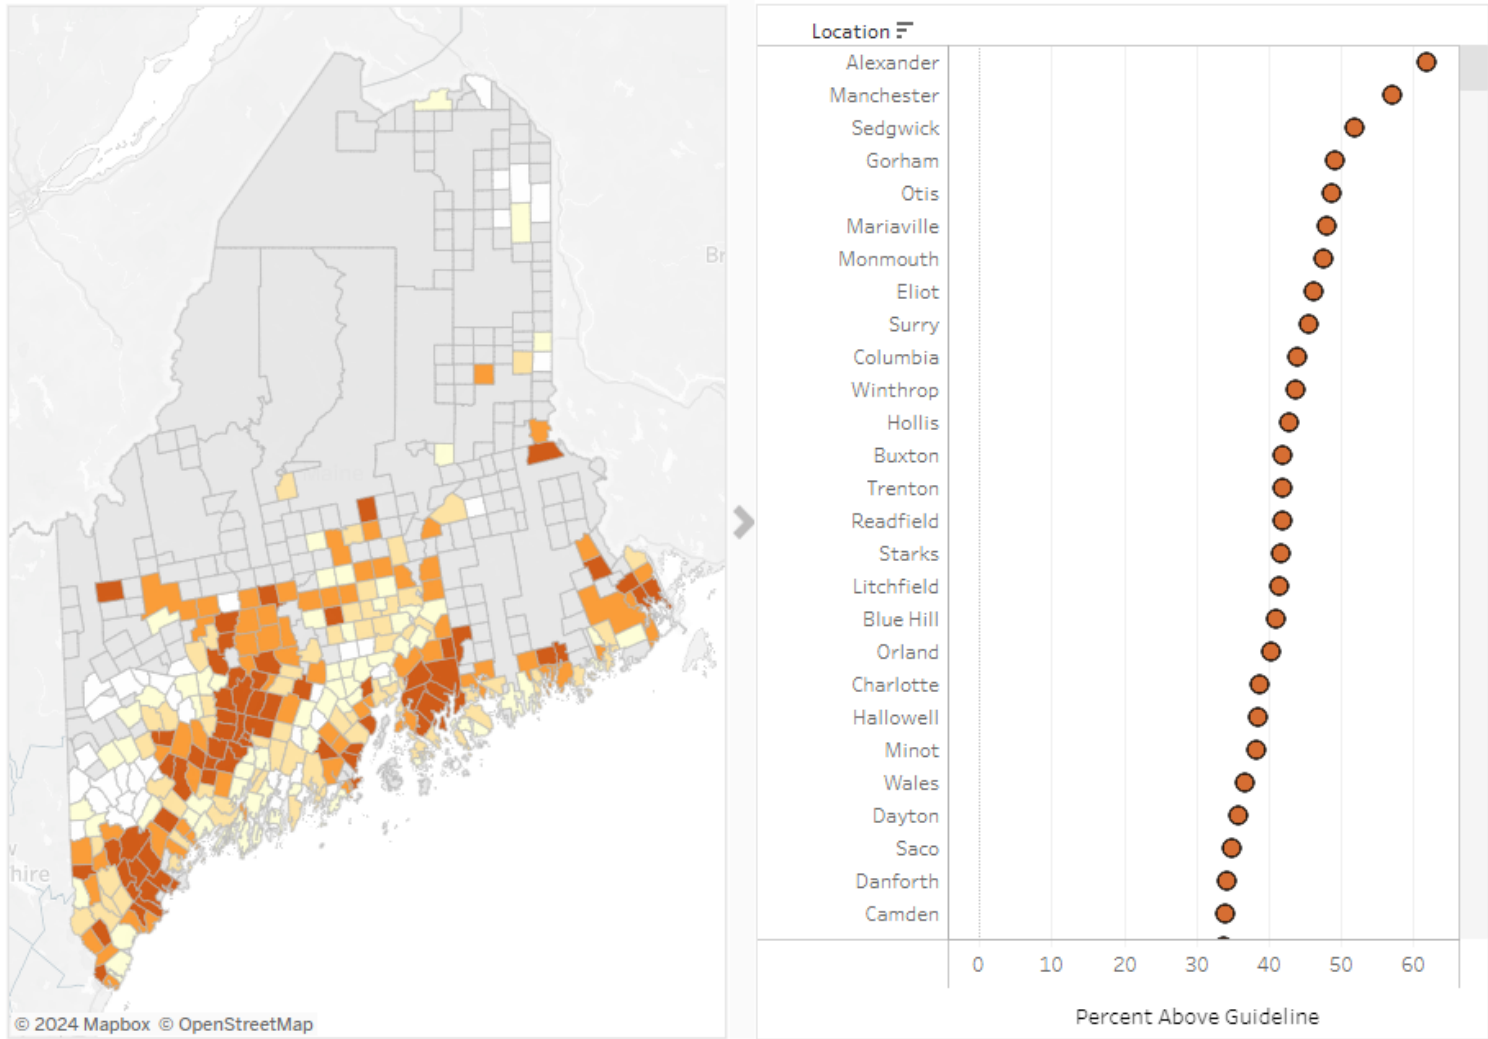 Location
Alexander
Manchester
Sedgwick
Gorham
Otis
Mariaville
Monmouth
Eliot
Surry
Columbia
Winthrop
Hollis
Buxton
Trenton
Readfield
Starks
Litchfield
Blue Hill
Orland
Charlotte
Hallowell
Minot
Wales
Dayton
Saco
Danforth
Camden
0 10 20 30 40 50 60
Percent Above Guideline
Br
hire
© 2024 Mapbox © OpenStreetMap